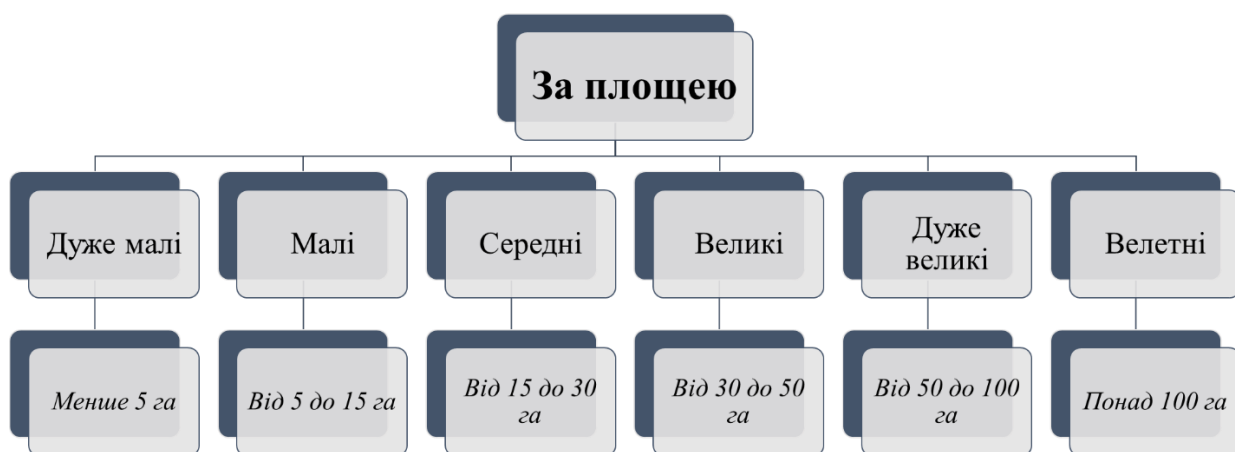 За площею
Дуже малі
Малі
Середні
Великі
Дуже
великі
Велетні
Менше 5 га
Від 5 до 15 га
Від 15 до 30
га
Від 30 до 50
га
Від 50 до 100
га
Понад 100 га